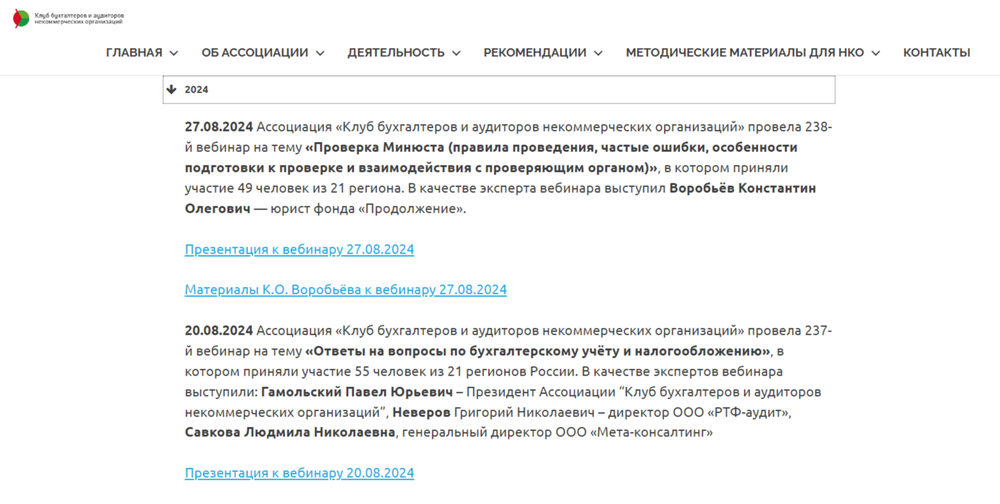 Клуб бухгалтеров и аудиторов
некоммерческих организаций
ГЛАВНАЯ ОБ АССОЦИАЦИИ ДЕЯТЕЛЬНОСТЬ РЕКОМЕНДАЦИИ МЕТОДИЧЕСКИЕ МАТЕРИАЛЫ ДЛЯ НКО КОНТАКТЫ
2024
27.08.2024 Ассоциация «Клуб бухгалтеров и аудиторов некоммерческих организаций» провела 238-
й вебинар на тему «Проверка Минюста (правила проведения, частые ошибки, особенности
подготовки к проверке и взаимодействия с проверяющим органом)», в котором приняли
участие 49 человек из 21 региона. В качестве эксперта вебинара выступил Воробьёв Константин
Олегович — юрист фонда «Продолжение».
Презентация к вебинару 27.08.2024
Материалы К.О. Воробьёва к вебинару 27.08.2024
20.08.2024 Ассоциация «Клуб бухгалтеров и аудиторов некоммерческих организаций» провела 237-
й вебинар на тему «Ответы на вопросы по бухгалтерскому учёту и налогообложению», в
котором приняли участие 55 человек из 21 регионов России. В качестве экспертов вебинара
выступили: Гамольский Павел Юрьевич – Президент Ассоциации “Клуб бухгалтеров и аудиторов
некоммерческих организаций”, Неверов Григорий Николаевич – директор ООО «РТФ-аудит»,
Савкова Людмила Николаевна, генеральный директор ООО «Мета-консалтинг»
Презентация к вебинару 20.08.2024